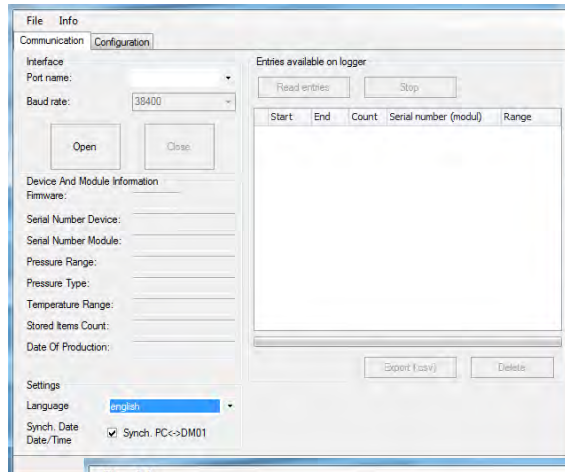 File Info
Communication Configuration
Interface
Port name:
Baud rate: 38400
Open Close
Device And Module Information
Firmware:
Serial Number Device:
Serial Number Module:
Pressure Range:
Pressure Type:
Temperature Range:
Stored Items Count:
Date Of Production:
Settings
Language english
Synch. Date
Date/Time
Synch. PC<->DM01
Entries available on logger
Read entries Stop
Start End Count Serial number (modul) Range
Export (.csv) Delete